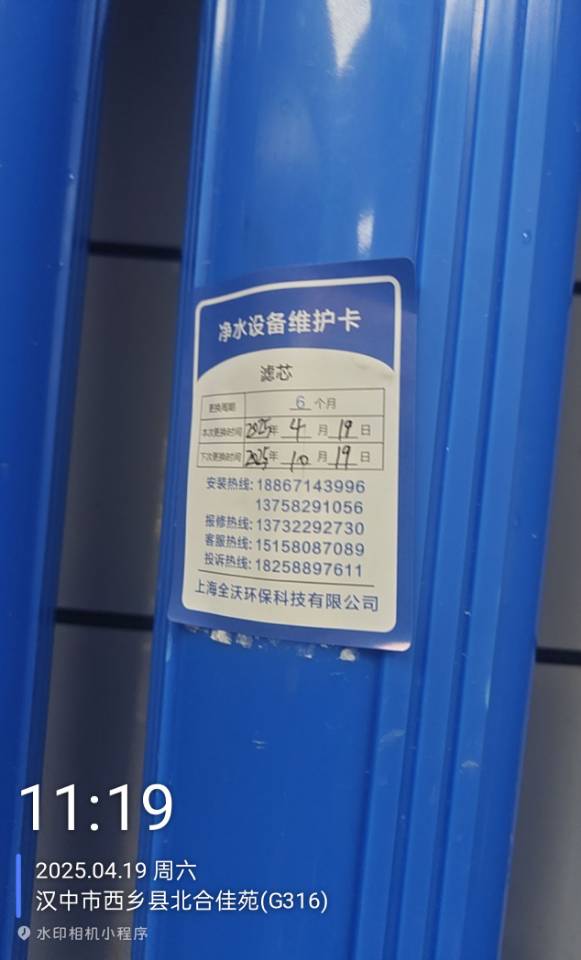 净水设备维护卡
滤芯
更换周期 6 个月
本次更换时间 2025年 4 月 19 日
下次更换时间 2025年 10 月 19 日
安装热线: 18867143996
13758291056
报修热线: 13732292730
客服热线: 15158087089
投诉热线: 18258897611
上海全沃环保科技有限公司
11:19
2025.04.19 周六
汉中市西乡县北合佳苑(G316)
水印相机小程序